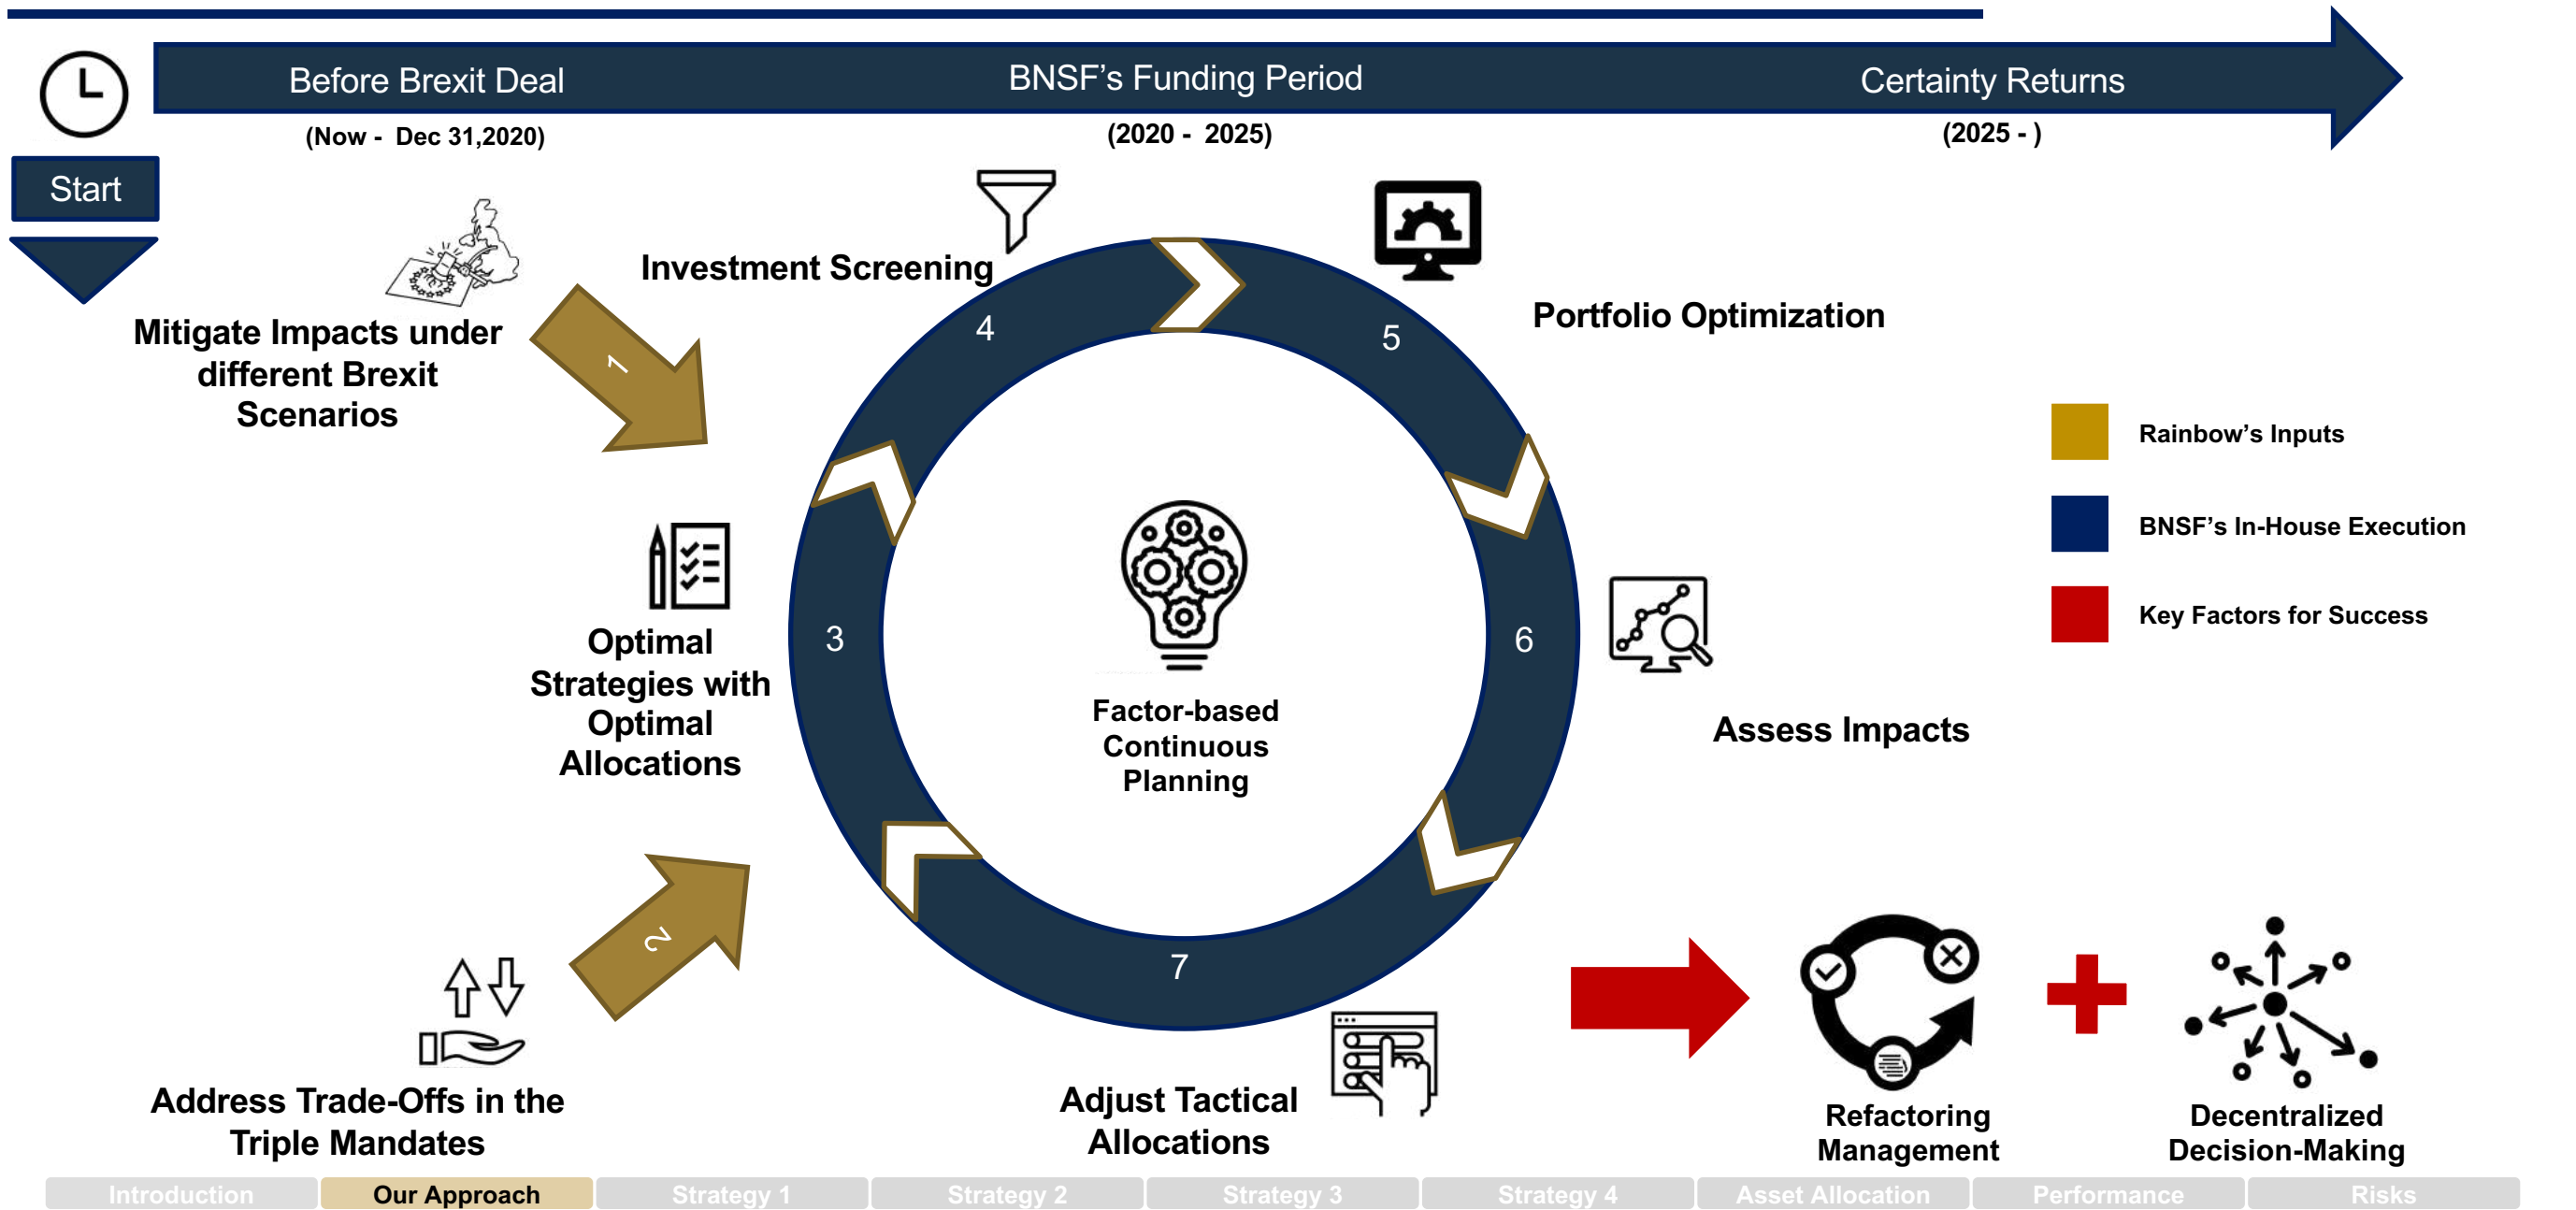 Before Brexit Deal
BNSF's Funding Period
Certainty Returns
(Now - Dec 31,2020)
(2020 - 2025)
(2025 - )
Start
Mitigate Impacts under
different Brexit
Scenarios
1
Investment Screening
4
5
Portfolio Optimization
Rainbow's Inputs
BNSF's In-House Execution
Key Factors for Success
Optimal
Strategies with
Optimal
Allocations
3
Factor-based
Continuous
Planning
6
Assess Impacts
2
Address Trade-Offs in the
Triple Mandates
7
Adjust Tactical
Allocations
Refactoring
Management
Decentralized
Decision-Making
Introduction
Our Approach
Strategy 1
Strategy 2
Strategy 3
Strategy 4
Asset Allocation
Performance
Risks